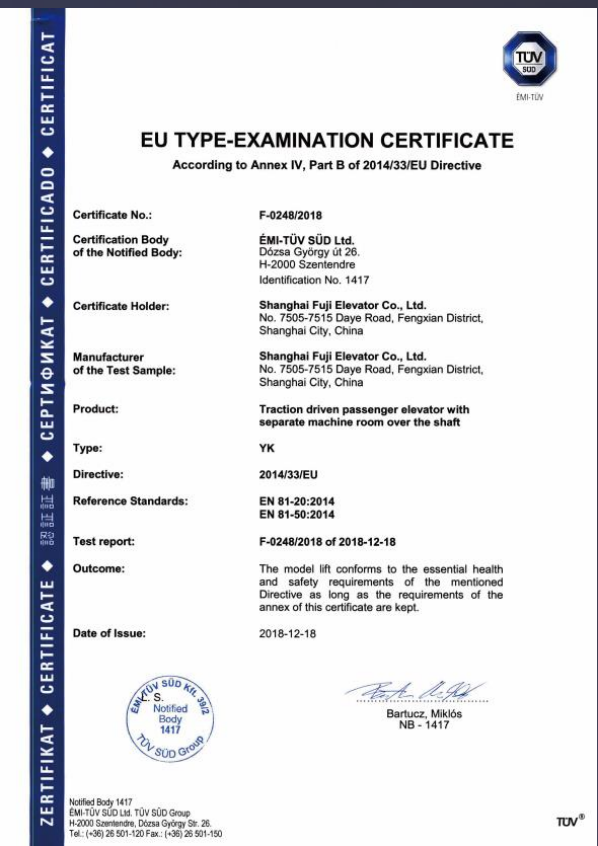 TÜV
SÜD
ÉMI-TÜV
EU TYPE-EXAMINATION CERTIFICATE
According to Annex IV, Part B of 2014/33/EU Directive
Certificate No.: F-0248/2018
Certification Body
of the Notified Body:
ÉMI-TÜV SÜD Ltd.
Dózsa György út 26.
H-2000 Szentendre
Identification No. 1417
Certificate Holder:
Shanghai Fuji Elevator Co., Ltd.
No. 7505-7515 Daye Road, Fengxian District,
Shanghai City, China
Manufacturer
of the Test Sample:
Shanghai Fuji Elevator Co., Ltd.
No. 7505-7515 Daye Road, Fengxian District,
Shanghai City, China
Product:
Traction driven passenger elevator with
separate machine room over the shaft
Type: YK
Directive: 2014/33/EU
Reference Standards:
EN 81-20:2014
EN 81-50:2014
Test report: F-0248/2018 of 2018-12-18
Outcome:
The model lift conforms to the essential health
and safety requirements of the mentioned
Directive as long as the requirements of the
annex of this certificate are kept.
Date of Issue: 2018-12-18
ÉMI-TÜV SÜD Kft. 39/2
L. S.
Notified
Body
1417
TÜV SÜD Group
Bartucz, Miklós
NB - 1417
Notified Body 1417
ÉMI-TÜV SÜD Ltd. TÜV SÜD Group
H-2000 Szentendre, Dózsa György Str. 26.
Tel.: (+36) 26 501-120 Fax.: (+36) 26 501-150
TÜV®
ZERTIFIKAT ◆ CERTIFICATE ◆ 認証証書 ◆ СЕРТИФИКАТ ◆ CERTIFICADO ◆ CERTIFICAT